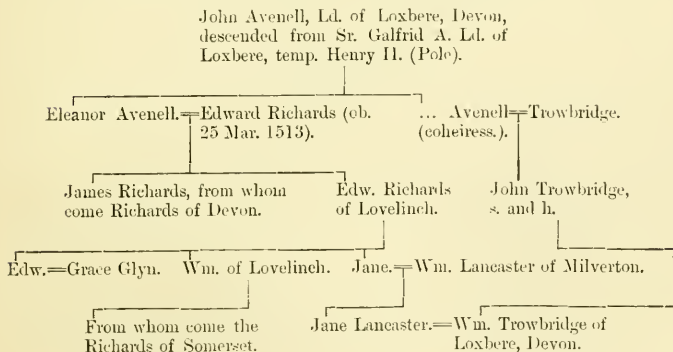 John Avenell, Ld. of Loxbere, Devon,
descended from Sr. Galfrid A. Ld. of
Loxbere, temp. Henry II. (Pole).
Eleanor Avenell.=Edward Richards (ob. ... Avenell=Trowbridge.
25 Mar. 1513). (coheiress.).
James Richards, from whom Edw. Richards John Trowbridge,
come Richards of Devon. of Lovelinch. s. and h.
Edw.=Grace Glyn. Wm. of Lovelinch. Jane.=Wm. Lancaster of Milverton.
From whom come the Jane Lancaster.=Wm. Trowbridge of
Richards of Somerset. Loxbere, Devon.